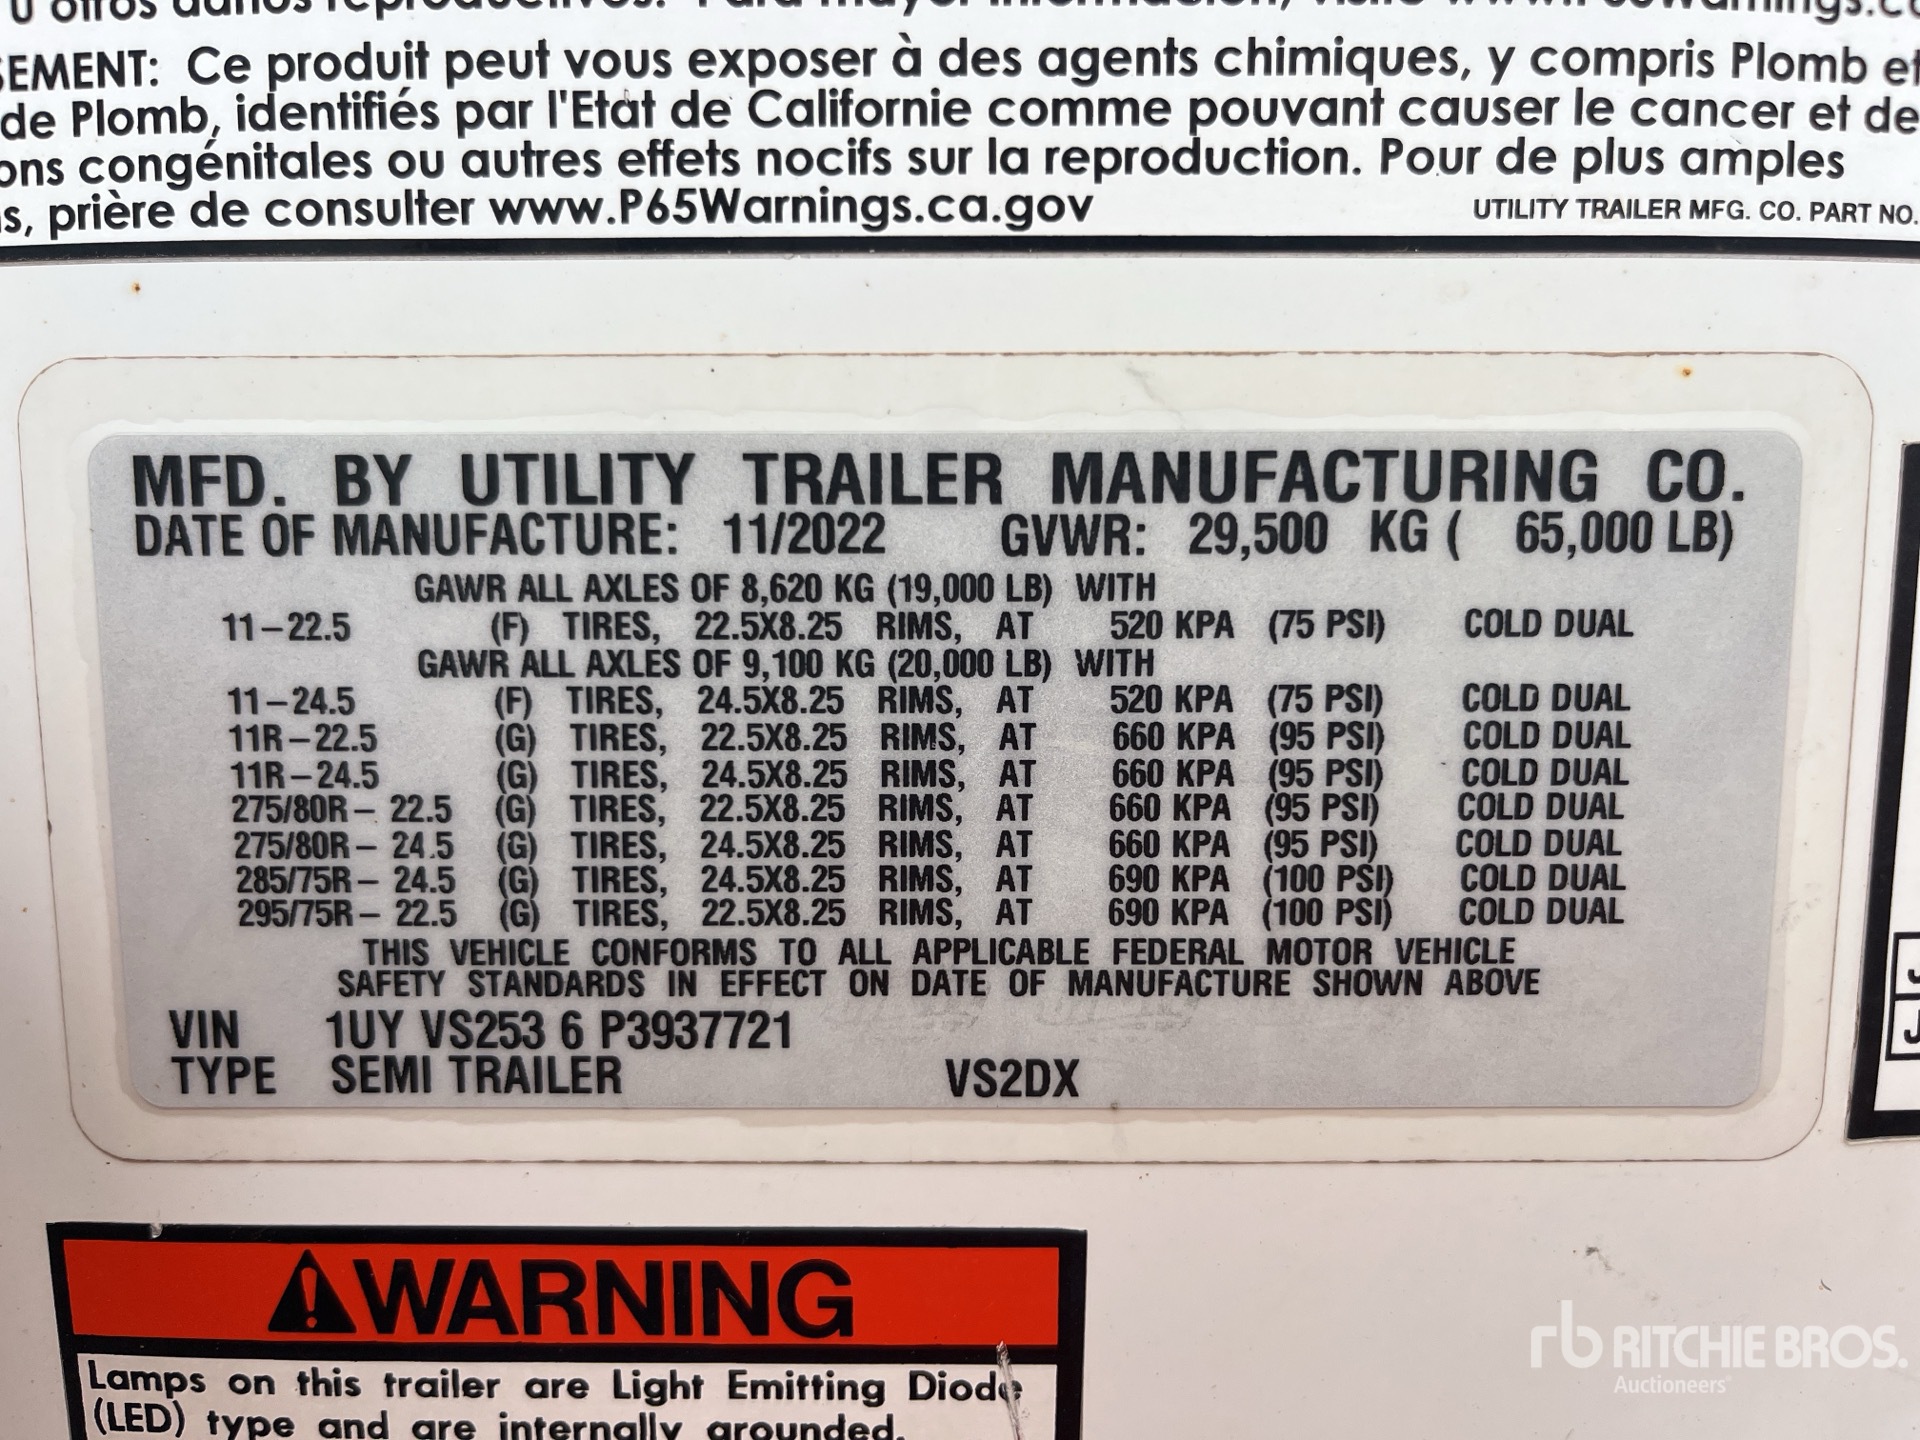 u otros daños reproductivos. Para mayor información, visite www.P65Warnings.ca
SEMENT: Ce produit peut vous exposer à des agents chimiques, y compris Plomb et
de Plomb, identifiés par l'Etat de Californie comme pouvant causer le cancer et de
ons congénitales ou autres effets nocifs sur la reproduction. Pour de plus amples
s, prière de consulter www.P65Warnings.ca.gov
UTILITY TRAILER MFG. CO. PART NO.
MFD. BY UTILITY TRAILER MANUFACTURING CO.
DATE OF MANUFACTURE: 11/2022 GVWR: 29,500 KG ( 65,000 LB)
GAWR ALL AXLES OF 8,620 KG (19,000 LB) WITH
11-22.5 (F) TIRES, 22.5X8.25 RIMS, AT 520 KPA (75 PSI) COLD DUAL
GAWR ALL AXLES OF 9,100 KG (20,000 LB) WITH
11-24.5 (F) TIRES, 24.5X8.25 RIMS, AT 520 KPA (75 PSI) COLD DUAL
11R-22.5 (G) TIRES, 22.5X8.25 RIMS, AT 660 KPA (95 PSI) COLD DUAL
11R-24.5 (G) TIRES, 24.5X8.25 RIMS, AT 660 KPA (95 PSI) COLD DUAL
275/80R- 22.5 (G) TIRES, 22.5X8.25 RIMS, AT 660 KPA (95 PSI) COLD DUAL
275/80R- 24.5 (G) TIRES, 24.5X8.25 RIMS, AT 660 KPA (95 PSI) COLD DUAL
285/75R- 24.5 (G) TIRES, 24.5X8.25 RIMS, AT 690 KPA (100 PSI) COLD DUAL
295/75R- 22.5 (G) TIRES, 22.5X8.25 RIMS, AT 690 KPA (100 PSI) COLD DUAL
THIS VEHICLE CONFORMS TO ALL APPLICABLE FEDERAL MOTOR VEHICLE
SAFETY STANDARDS IN EFFECT ON DATE OF MANUFACTURE SHOWN ABOVE
VIN 1UY VS253 6 P3937721
TYPE SEMI TRAILER VS2DX
WARNING
Lamps on this trailer are Light Emitting Diode
(LED) type and are internally grounded.
rb RITCHIE BROS.
Auctioneers